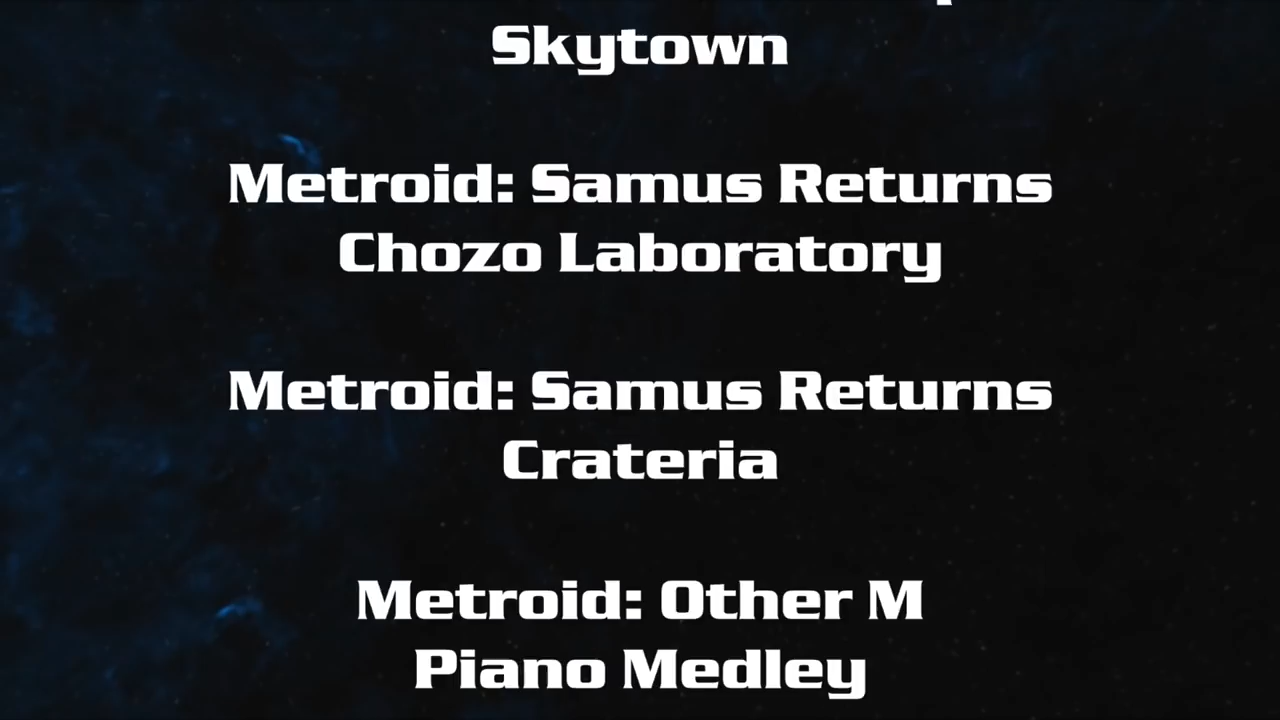 Skytown
Metroid: Samus Returns
Chozo Laboratory
Metroid: Samus Returns
Crateria
Metroid: Other M
Piano Medley